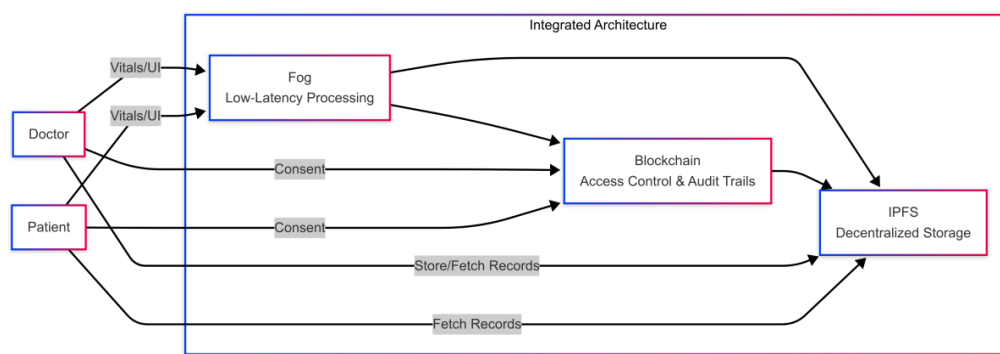 Integrated Architecture
Vitals/UI
Fog
Low-Latency Processing
Vitals/UI
Doctor
Blockchain
Access Control & Audit Trails
Consent
Patient
Consent
IPFS
Decentralized Storage
Store/Fetch Records
Fetch Records